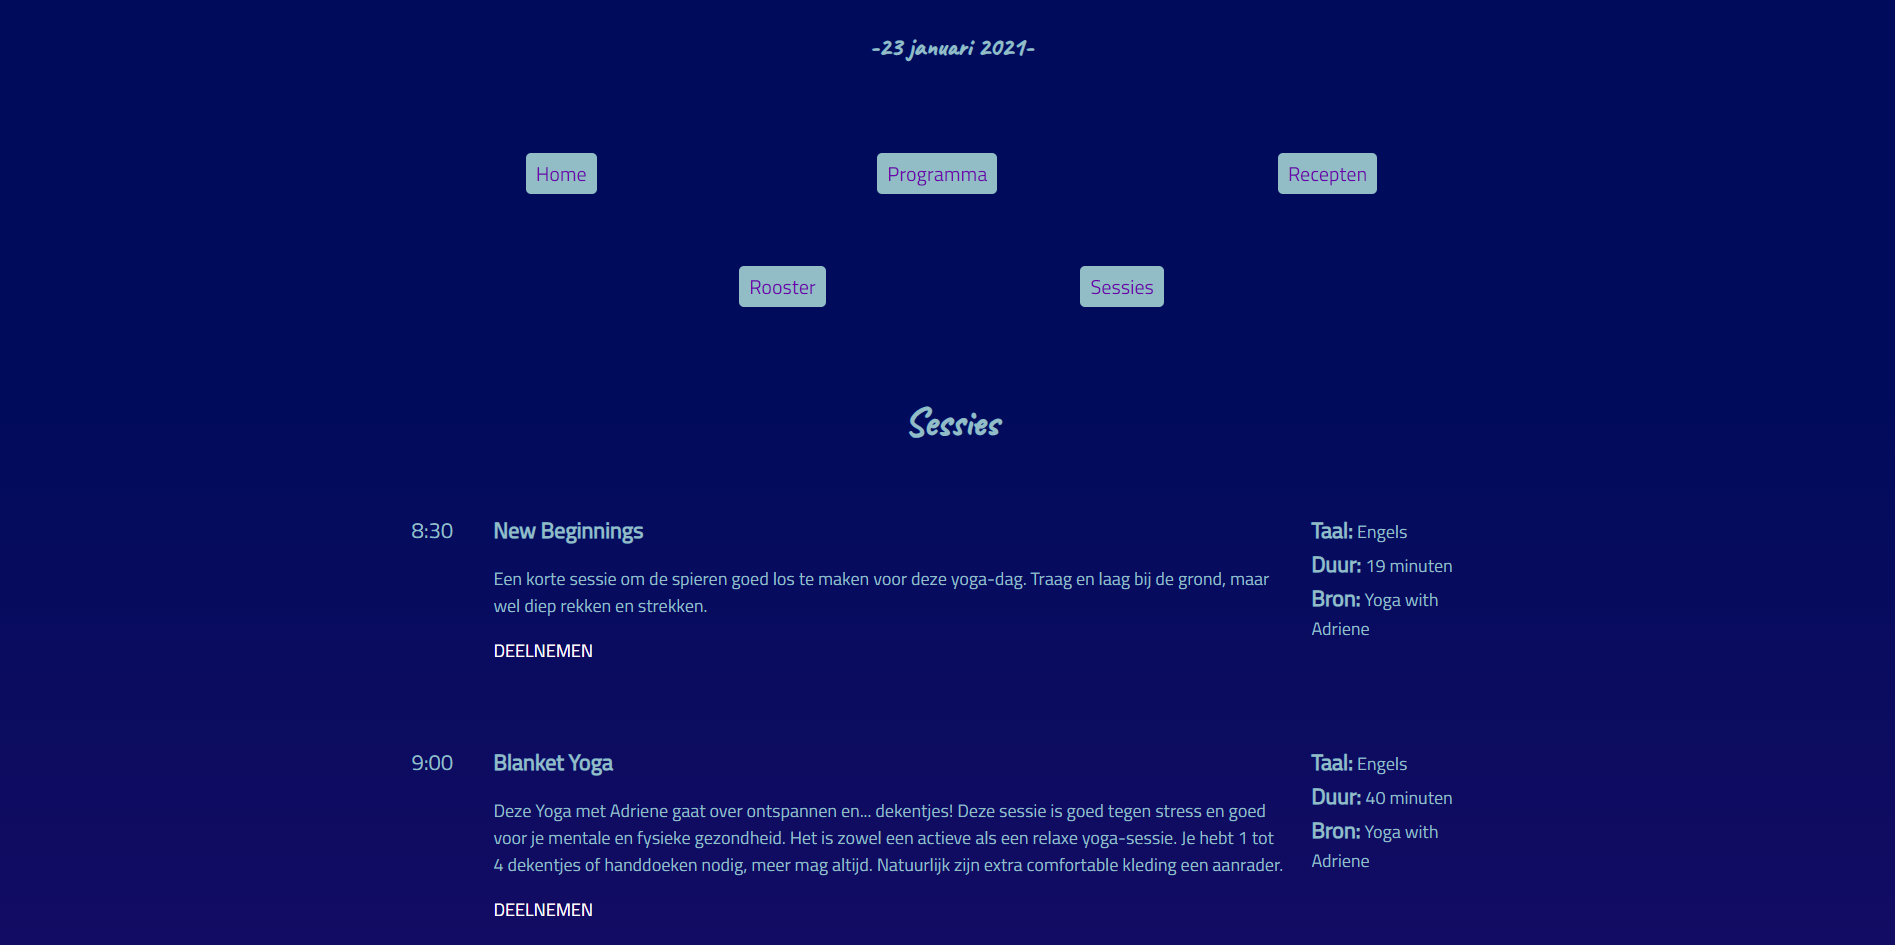 -23 januari 2021-
Home
Programma
Recepten
Rooster
Sessies
Sessies
8:30
New Beginnings
Een korte sessie om de spieren goed los te maken voor deze yoga-dag. Traag en laag bij de grond, maar
wel diep rekken en strekken.
DEELNEMEN
Taal: Engels
Duur: 19 minuten
Bron: Yoga with
Adriene
9:00
Blanket Yoga
Deze Yoga met Adriene gaat over ontspannen en... dekentjes! Deze sessie is goed tegen stress en goed
voor je mentale en fysieke gezondheid. Het is zowel een actieve als een relaxe yoga-sessie. Je hebt 1 tot
4 dekentjes of handdoeken nodig, meer mag altijd. Natuurlijk zijn extra comfortable kleding een aanrader.
DEELNEMEN
Taal: Engels
Duur: 40 minuten
Bron: Yoga with
Adriene